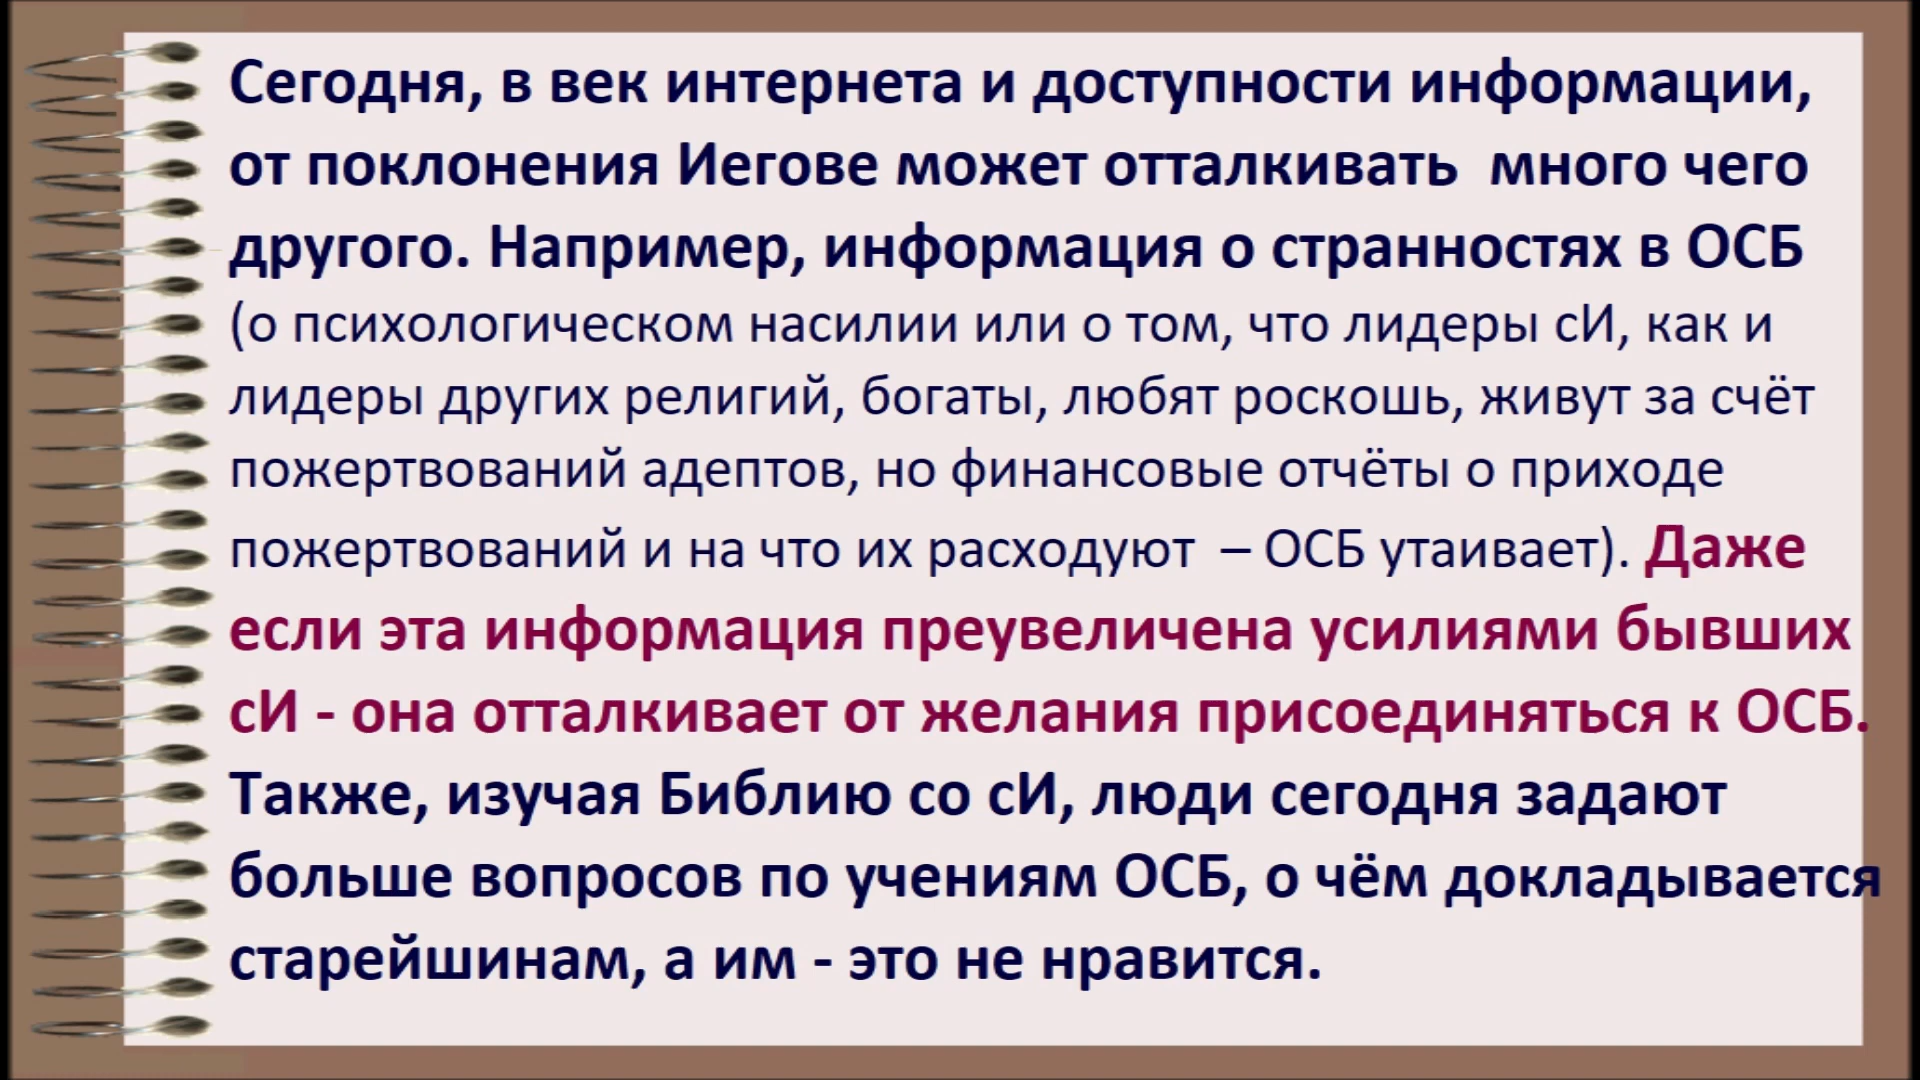 Сегодня, в век интернета и доступности информации,
от поклонения Иегове может отталкивать  много чего
другого. Например, информация о странностях в ОСБ
(о психологическом насилии или о том, что лидеры сИ, как и
лидеры других религий, богаты, любят роскошь, живут за счёт
пожертвований адептов, но финансовые отчёты о приходе
пожертвований и на что их расходуют  – ОСБ утаивает). Даже
если эта информация преувеличена усилиями бывших
сИ - она отталкивает от желания присоединяться к ОСБ.
Также, изучая Библию со сИ, люди сегодня задают
больше вопросов по учениям ОСБ, о чём докладывается
старейшинам, а им - это не нравится.